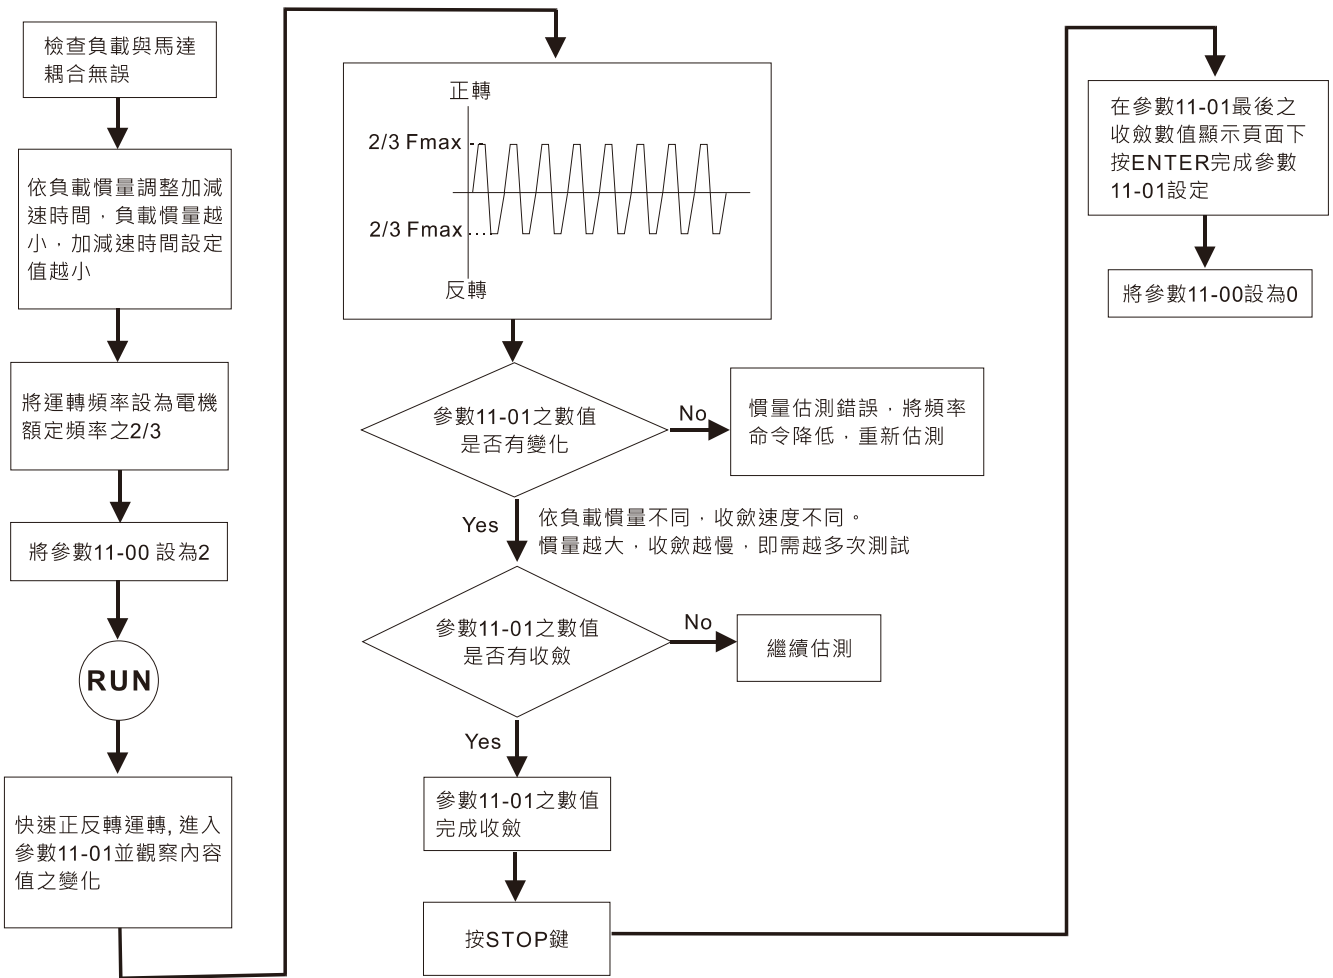 檢查負載與馬達
耦合無誤
依負載慣量調整加減
速時間，負載慣量越
小，加減速時間設定
值越小
將運轉頻率設為電機
額定頻率之2/3
將參數11-00 設為2
RUN
快速正反轉運轉, 進入
參數11-01並觀察內容
值之變化
正轉
2/3 Fmax
2/3 Fmax
反轉
參數11-01之數值
是否有變化
No
慣量估測錯誤，將頻率
命令降低，重新估測
Yes
依負載慣量不同，收斂速度不同。
慣量越大，收斂越慢，即需越多次測試
參數11-01之數值
是否有收斂
No
繼續估測
Yes
參數11-01之數值
完成收斂
按STOP鍵
在參數11-01最後之
收斂數值顯示頁面下
按ENTER完成參數
11-01設定
將參數11-00設為0